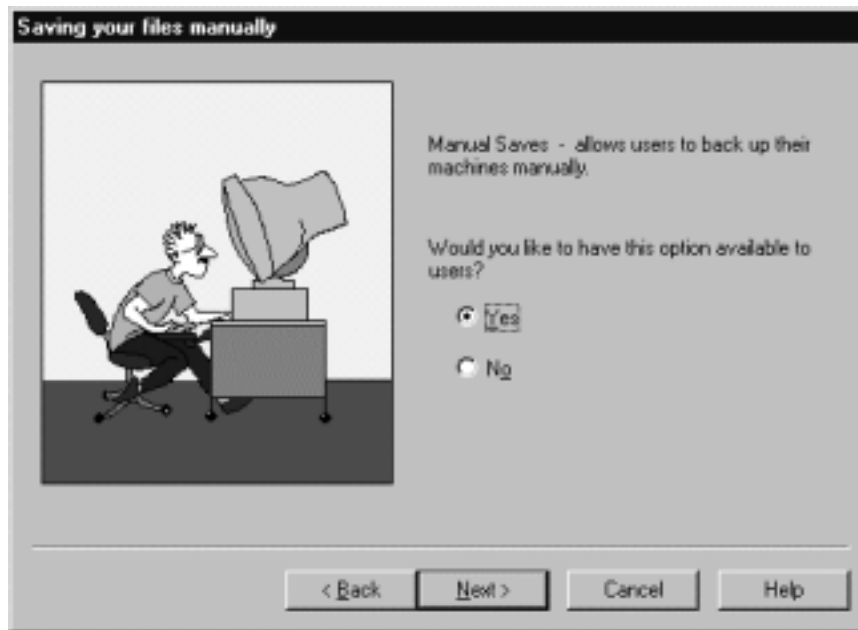 Saving your files manually
Manual Saves - allows users to back up their
machines manually.
Would you like to have this option available to
users?
Yes
No
< Back
Next >
Cancel
Help